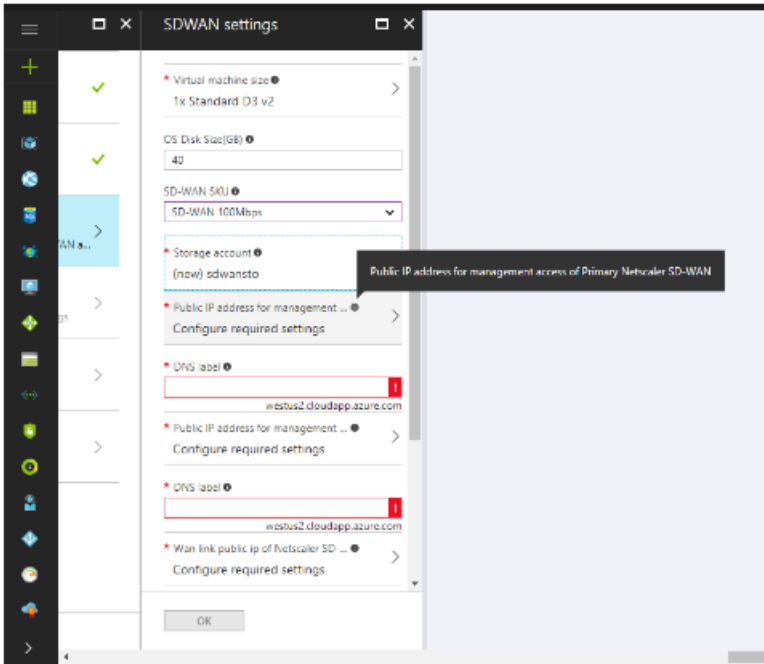 SDWAN settings
* Virtual machine size
1x Standard D3 v2
OS Disk Size(GB)
40
SD-WAN SKU
SD-WAN 100Mbps
WAN a...
* Storage account
(new) sdwansto
Public IP address for management access of Primary Netscaler SD-WAN
* Public IP address for management ...
gs
Configure required settings
* DNS label
westus2.cloudapp.azure.com
* Public IP address for management ...
Configure required settings
* DNS label
westus2.cloudapp.azure.com
* Wan link public ip of Netscaler SD-...
Configure required settings
OK